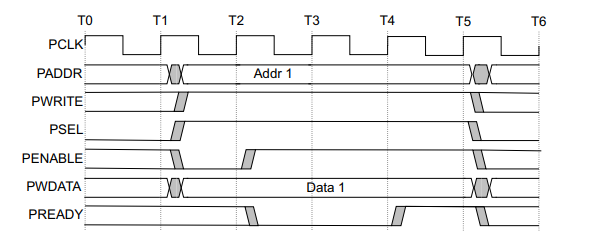 T0 T1 T2 T3 T4 T5 T6
PCLK
PADDR Addr 1
PWRITE
PSEL
PENABLE
PWDATA Data 1
PREADY